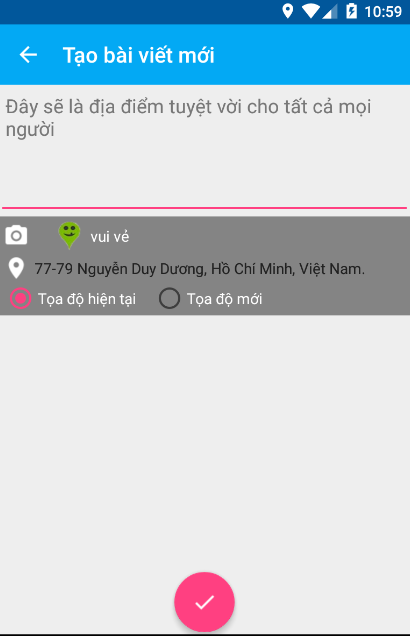 10:59
Tạo bài viết mới
Đây sẽ là địa điểm tuyệt vời cho tất cả mọi
người
vui vẻ
77-79 Nguyễn Duy Dương, Hồ Chí Minh, Việt Nam.
Tọa độ hiện tại Tọa độ mới